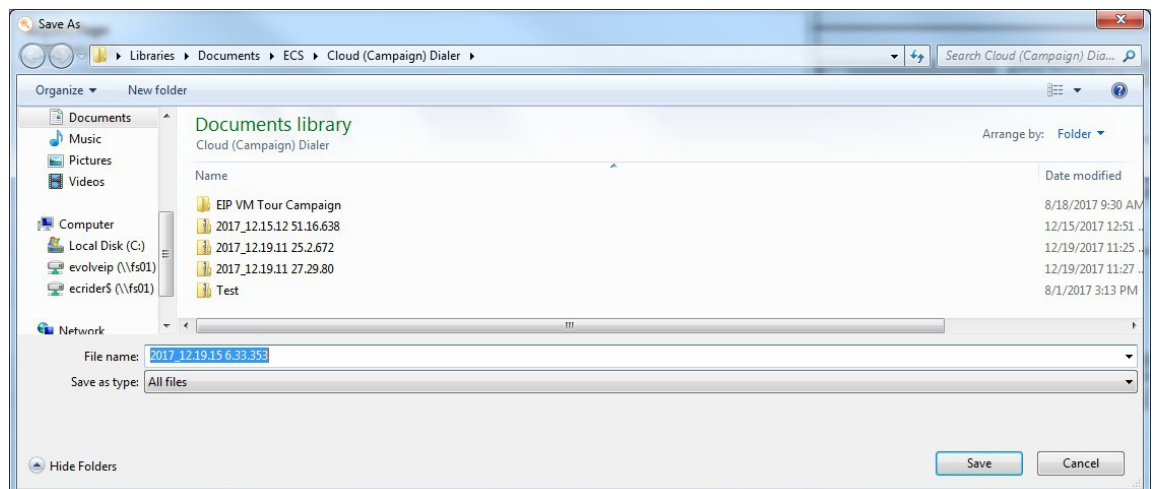 Save As
Libraries ▸ Documents ▸ ECS ▸ Cloud (Campaign) Dialer ▸
Search Cloud (Campaign) Dia...
Organize
New folder
Documents
Music
Pictures
Videos
Computer
Local Disk (C:)
evolveip (\\fs01)
ecrider$ (\\fs01)
Network
Documents library
Cloud (Campaign) Dialer
Arrange by: Folder
Name Date modified
EIP VM Tour Campaign 8/18/2017 9:30 AM
2017_12.15.12 51.16.638 12/15/2017 12:51 ..
2017_12.19.11 25.2.672 12/19/2017 11:25 ..
2017_12.19.11 27.29.80 12/19/2017 11:27 ..
Test 8/1/2017 3:13 PM
File name: 2017_12.19.15 6.33.353
Save as type: All files
Hide Folders
Save
Cancel